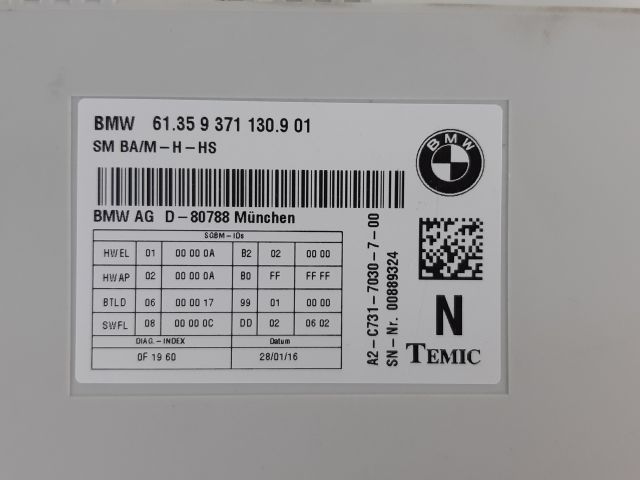 BMW 61.35 9 371 130.9 01
SM BA/M-H-HS
BMW
BMW AG D-80788 München
SGBM-IDs
HWEL 01 00 00 0A B2 02 00 00
HWAP 02 00 00 0A B0 FF FF FF
BTLD 06 00 00 17 99 01 00 00
SWFL 08 00 00 0C DD 02 06 02
DIAG.-INDEX Datum
0F 19 60 28/01/16
A2-C731-7030-7-00
SN-Nr. 00889324
N
TEMIC